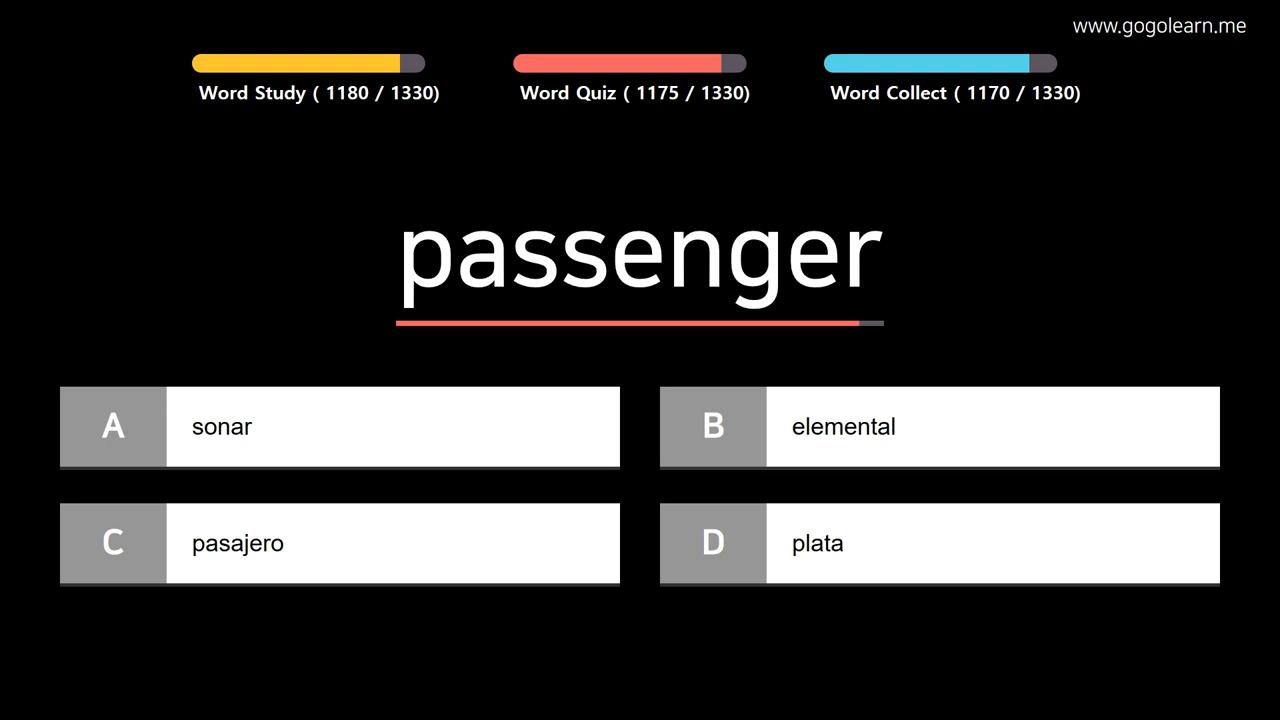 www.gogolearn.me
Word Study ( 1180 / 1330)
Word Quiz ( 1175 / 1330)
Word Collect ( 1170 / 1330)
passenger
A sonar
B elemental
C pasajero
D plata